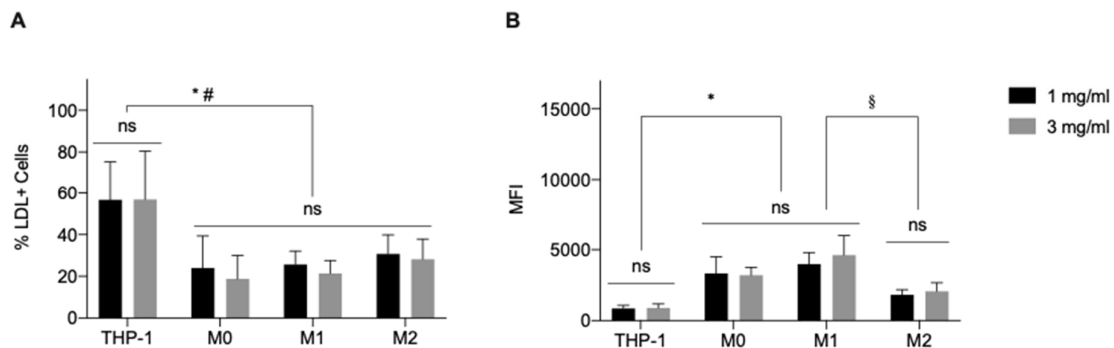 A
% LDL+ Cells
100
80
60
40
20
0
* #
ns
ns
THP-1 M0 M1 M2
B
MFI
15000
10000
5000
0
*
§
ns
ns
ns
THP-1 M0 M1 M2
1 mg/ml
3 mg/ml